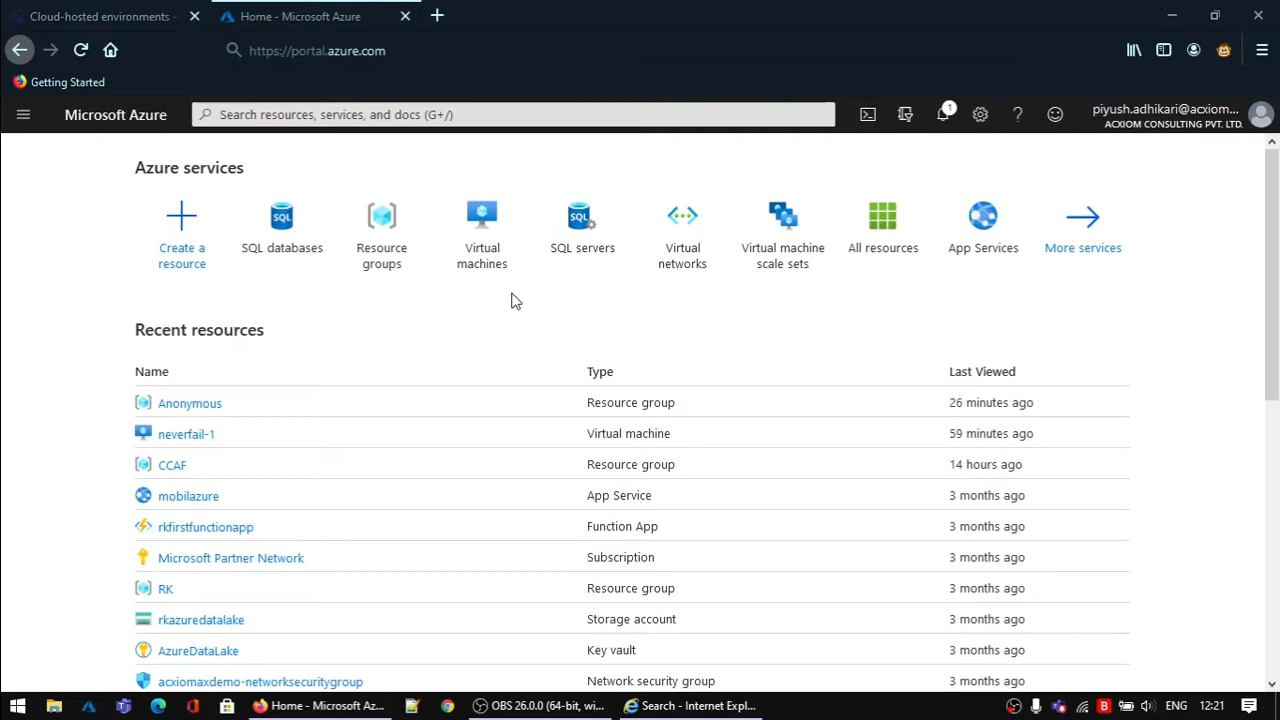 Cloud-hosted environments
Home - Microsoft Azure
https://portal.azure.com
Getting Started
Microsoft Azure
Search resources, services, and docs (G+/)
1
piyush.adhikari@acxiom...
ACXIOM CONSULTING PVT. LTD.
Azure services
Create a resource
SQL
SQL databases
Resource groups
Virtual machines
SQL
SQL servers
Virtual networks
Virtual machine scale sets
All resources
App Services
More services
Recent resources
Name Type Last Viewed
Anonymous Resource group 26 minutes ago
neverfail-1 Virtual machine 59 minutes ago
CCAF Resource group 14 hours ago
mobilazure App Service 3 months ago
rkfirstfunctionapp Function App 3 months ago
Microsoft Partner Network Subscription 3 months ago
RK Resource group 3 months ago
rkazuredatalake Storage account 3 months ago
AzureDataLake Key vault 3 months ago
acxiomaxdemo-networksecuritygroup Network security group 3 months ago
Home - Microsoft Az...
OBS 26.0.0 (64-bit, wi...
Search - Internet Expl...
B
ENG
12:21